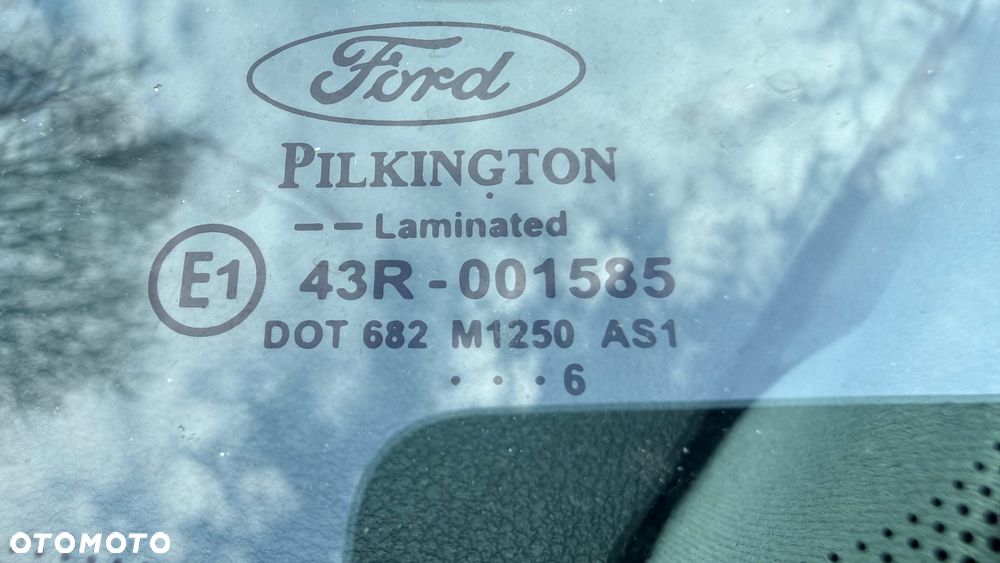 Ford
PILKINGTON
-- Laminated
E1 43R-001585
DOT 682 M1250 AS1
. . . 6
OTOMOTO